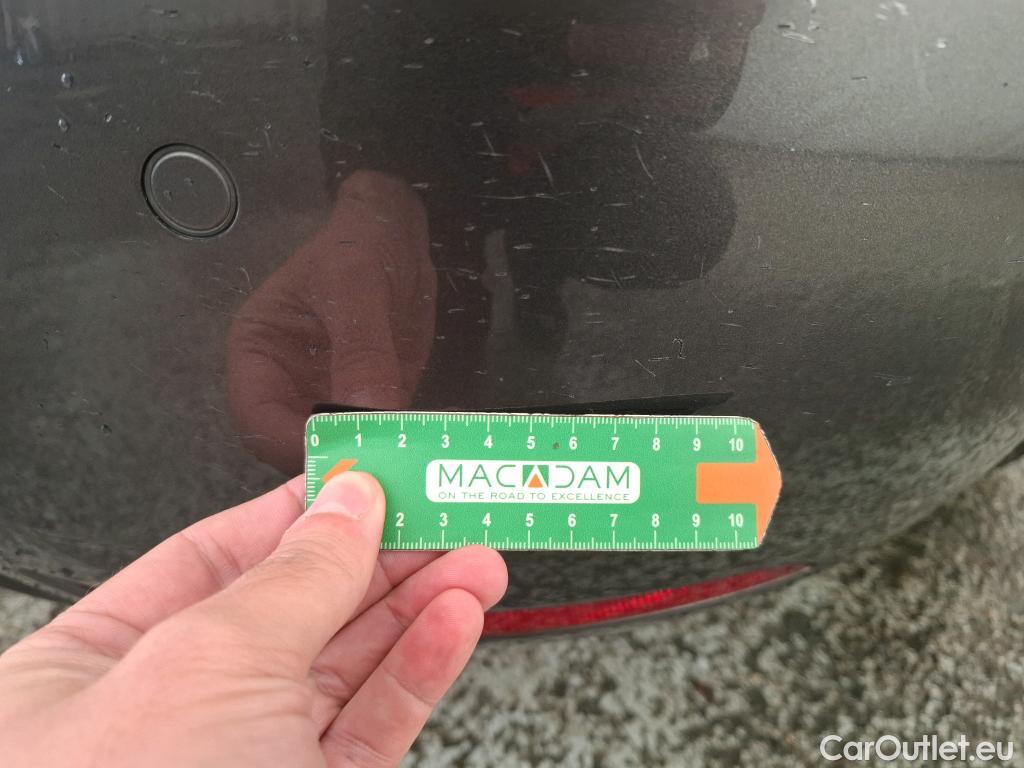 0 1 2 3 4 5 6 7 8 9 10
MACADAM
ON THE ROAD TO EXCELLENCE
2 3 4 5 6 7 8 9 10
CarOutlet.eu